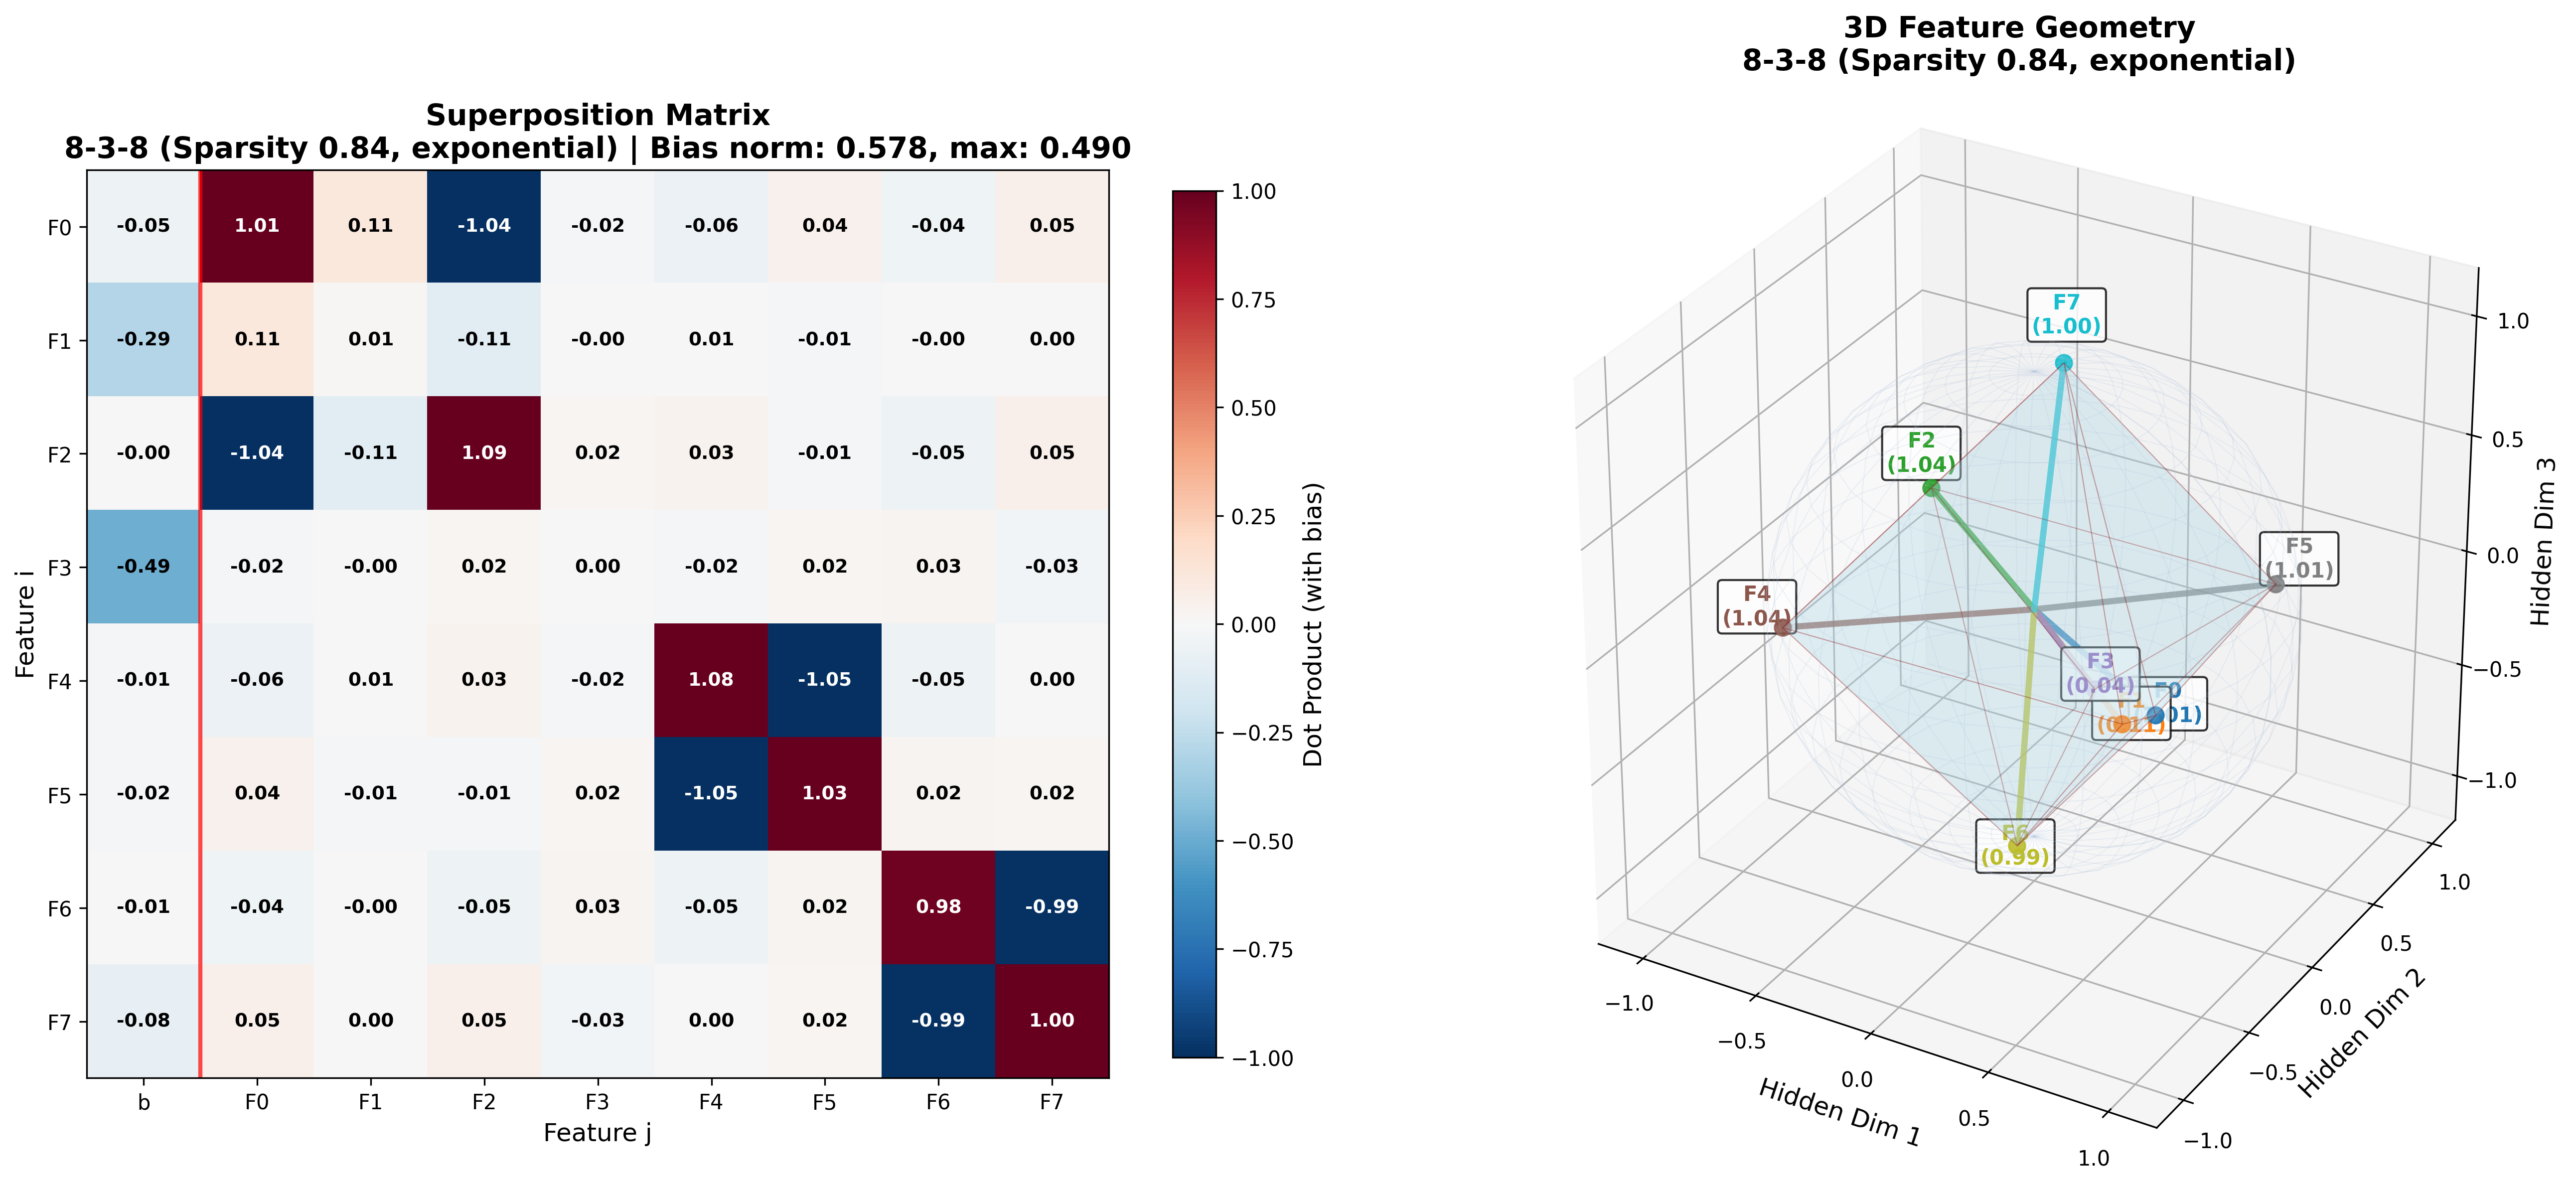 Superposition Matrix
8-3-8 (Sparsity 0.84, exponential) | Bias norm: 0.578, max: 0.490
F0 -0.05 1.01 0.11 -1.04 -0.02 -0.06 0.04 -0.04 0.05
F1 -0.29 0.11 0.01 -0.11 -0.00 0.01 -0.01 -0.00 0.00
F2 -0.00 -1.04 -0.11 1.09 0.02 0.03 -0.01 -0.05 0.05
F3 -0.49 -0.02 -0.00 0.02 0.00 -0.02 0.02 0.03 -0.03
F4 -0.01 -0.06 0.01 0.03 -0.02 1.08 -1.05 -0.05 0.00
F5 -0.02 0.04 -0.01 -0.01 0.02 -1.05 1.03 0.02 0.02
F6 -0.01 -0.04 -0.00 -0.05 0.03 -0.05 0.02 0.98 -0.99
F7 -0.08 0.05 0.00 0.05 -0.03 0.00 0.02 -0.99 1.00
b F0 F1 F2 F3 F4 F5 F6 F7
Feature j
Feature i
1.00
0.75
0.50
0.25
0.00
−0.25
−0.50
−0.75
−1.00
Dot Product (with bias)
3D Feature Geometry
8-3-8 (Sparsity 0.84, exponential)
F7
(1.00)
F2
(1.04)
F5
(1.01)
F4
(1.04)
F3
(0.04)
F0
F1
(0.11)
F6
(0.99)
1.0
0.5
0.0
−0.5
−1.0
Hidden Dim 3
1.0
0.5
0.0
−0.5
−1.0
Hidden Dim 2
−1.0
−0.5
0.0
0.5
1.0
Hidden Dim 1